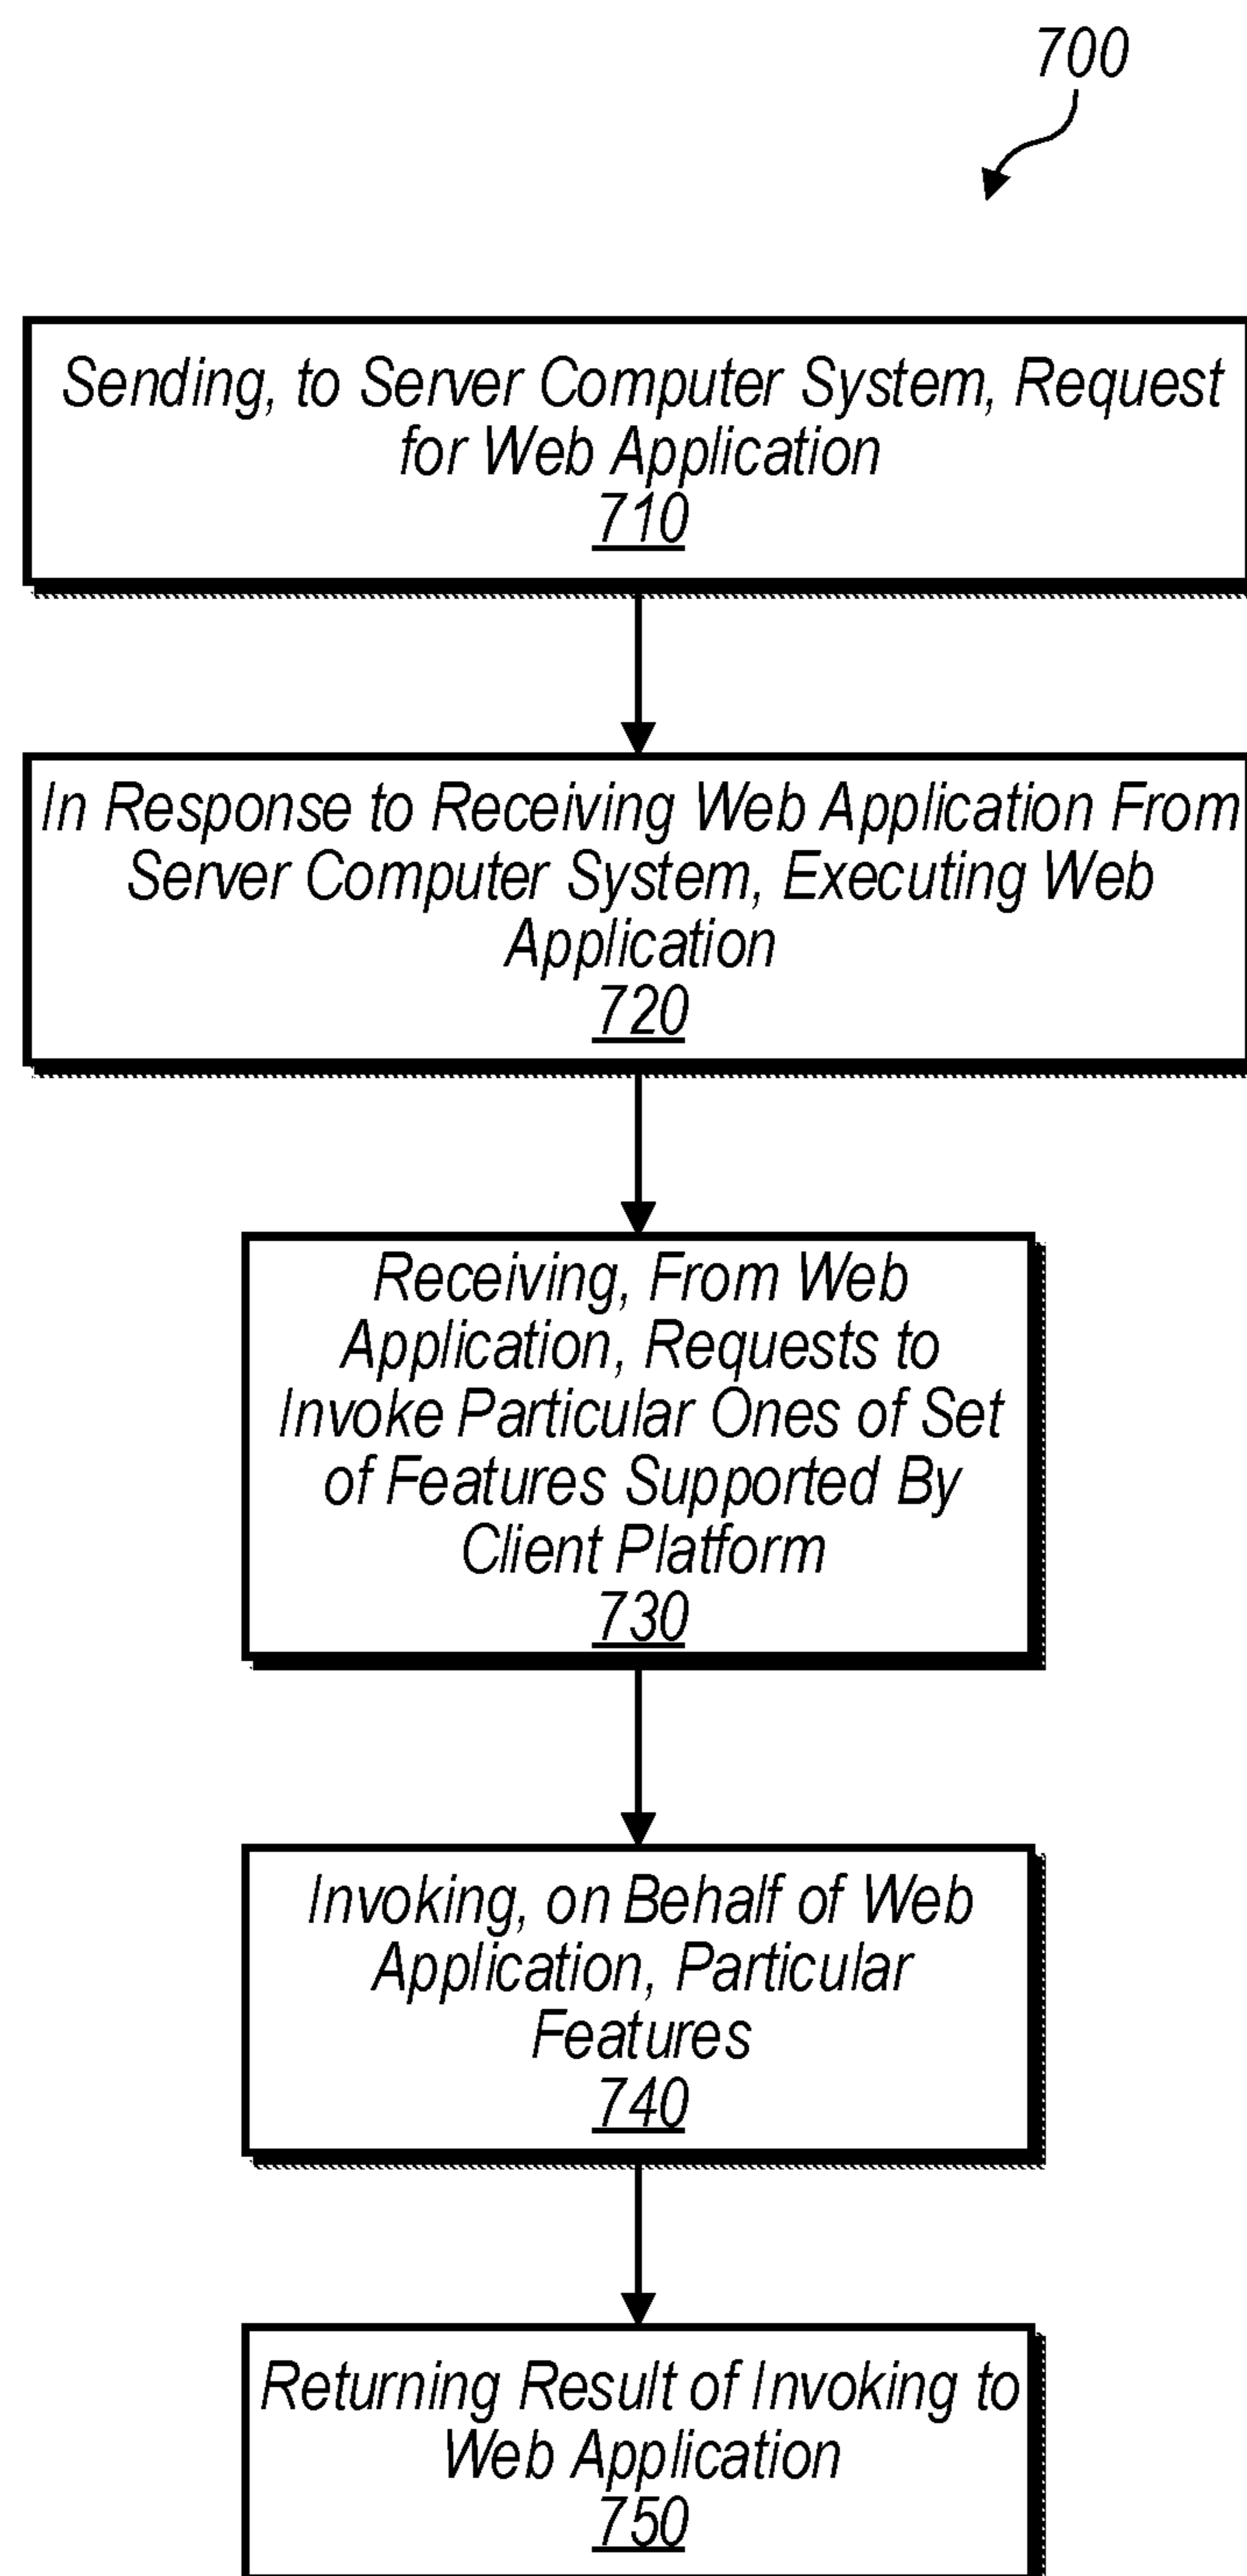 700
Sending, to Server Computer System, Request
for Web Application
710
In Response to Receiving Web Application From
Server Computer System, Executing Web
Application
720
Receiving, From Web
Application, Requests to
Invoke Particular Ones of Set
of Features Supported By
Client Platform
730
Invoking, on Behalf of Web
Application, Particular
Features
740
Returning Result of Invoking to
Web Application
750